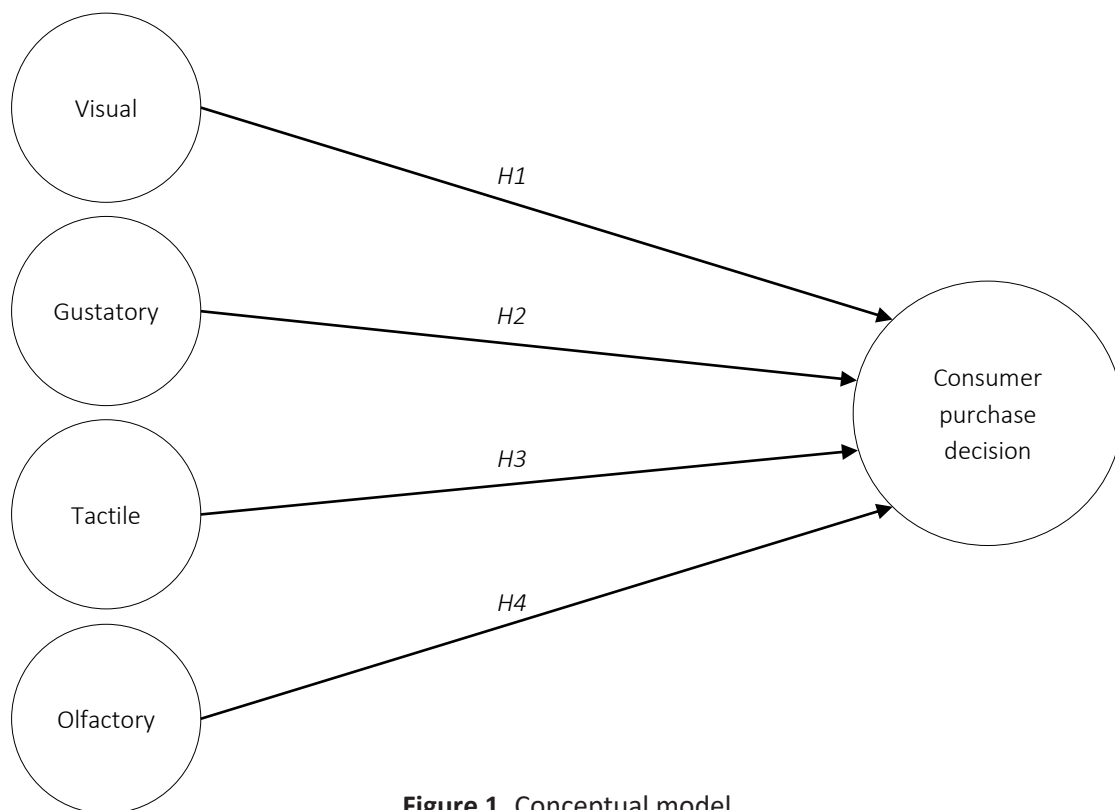 Visual
H1
Gustatory
H2
Consumer
purchase
decision
Tactile
H3
Olfactory
H4
Figure 1. Conceptual model